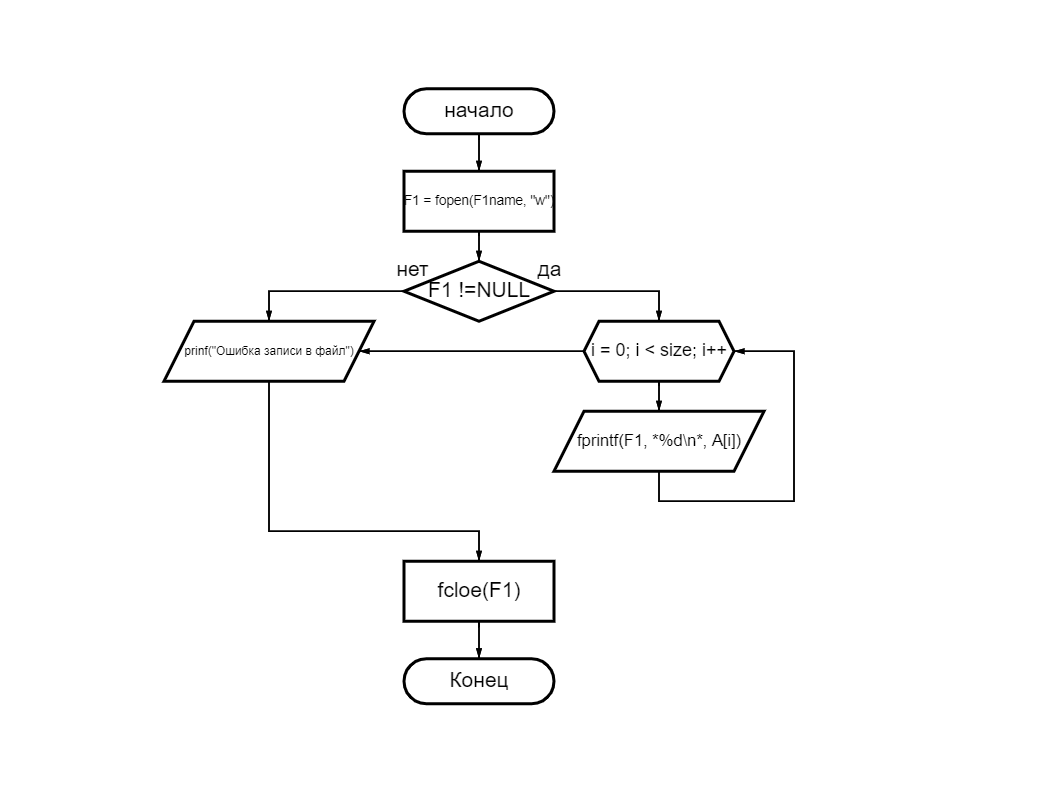 начало
F1 = fopen(F1name, "w")
нет
да
F1 !=NULL
prinf("Ошибка записи в файл")
i = 0; i < size; i++
fprintf(F1, *%d\n*, A[i])
fcloe(F1)
Конец